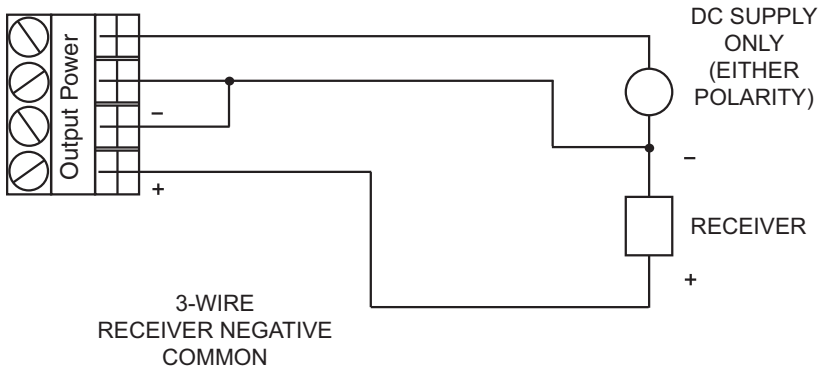 DC SUPPLY
ONLY
(EITHER
POLARITY)
Output Power
–
+
–
RECEIVER
+
3-WIRE
RECEIVER NEGATIVE
COMMON